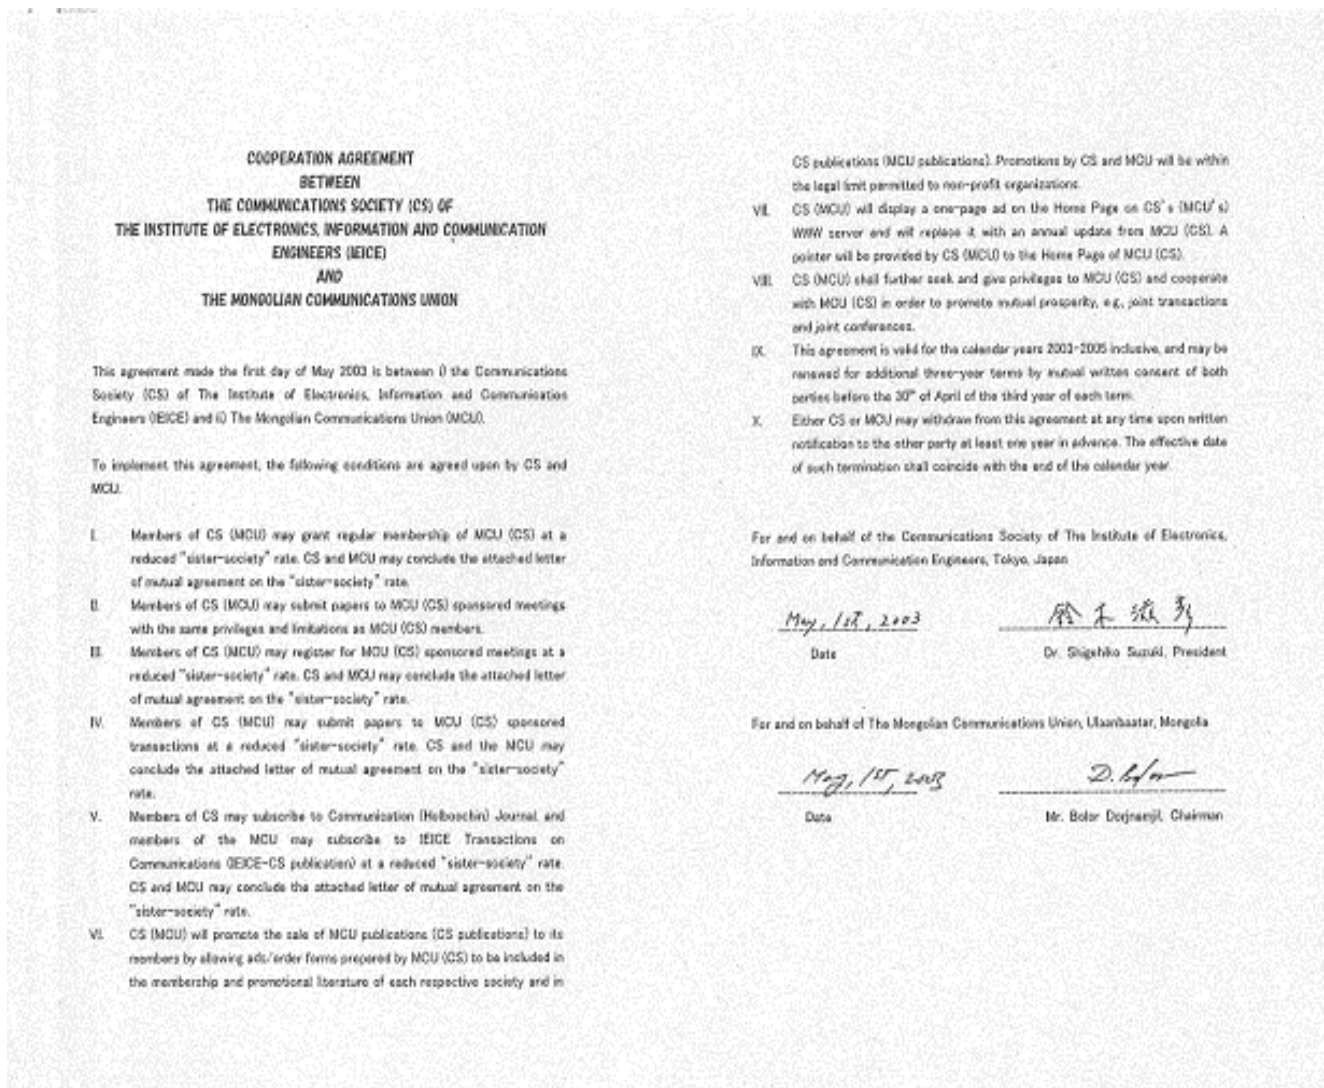 COOPERATION AGREEMENT
BETWEEN
THE COMMUNICATIONS SOCIETY (CS) OF
THE INSTITUTE OF ELECTRONICS, INFORMATION AND COMMUNICATION
ENGINEERS (IEICE)
AND
THE MONGOLIAN COMMUNICATIONS UNION
This agreement made the first day of May 2003 is between i) the Communications
Society (CS) of The Institute of Electronics, Information and Communication
Engineers (IEICE) and ii) The Mongolian Communications Union (MCU).
To implement this agreement, the following conditions are agreed upon by CS and
MCU.
I. Members of CS (MCU) may grant regular membership of MCU (CS) at a
reduced "sister-society" rate. CS and MCU may conclude the attached letter
of mutual agreement on the "sister-society" rate.
II. Members of CS (MCU) may submit papers to MCU (CS) sponsored meetings
with the same privileges and limitations as MCU (CS) members.
III. Members of CS (MCU) may register for MCU (CS) sponsored meetings at a
reduced "sister-society" rate. CS and MCU may conclude the attached letter
of mutual agreement on the "sister-society" rate.
IV. Members of CS (MCU) may submit papers to MCU (CS) sponsored
transactions at a reduced "sister-society" rate. CS and the MCU may
conclude the attached letter of mutual agreement on the "sister-society"
rate.
V. Members of CS may subscribe to Communication (Holboochin) Journal, and
members of the MCU may subscribe to IEICE Transactions on
Communications (IEICE-CS publication) at a reduced "sister-society" rate.
CS and MCU may conclude the attached letter of mutual agreement on the
"sister-society" rate.
VI. CS (MCU) will promote the sale of MCU publications (CS publications) to its
members by allowing ads/order forms prepared by MCU (CS) to be included in
the membership and promotional literature of each respective society and in
CS publications (MCU publications). Promotions by CS and MCU will be within
the legal limit permitted to non-profit organizations.
VII. CS (MCU) will display a one-page ad on the Home Page on CS's (MCU's)
WWW server and will replace it with an annual update from MCU (CS). A
pointer will be provided by CS (MCU) to the Home Page of MCU (CS).
VIII. CS (MCU) shall further seek and give privileges to MCU (CS) and cooperate
with MCU (CS) in order to promote mutual prosperity, e.g., joint transactions
and joint conferences.
IX. This agreement is valid for the calendar years 2003-2005 inclusive, and may be
renewed for additional three-year terms by mutual written consent of both
parties before the 30th of April of the third year of each term.
X. Either CS or MCU may withdraw from this agreement at any time upon written
notification to the other party at least one year in advance. The effective date
of such termination shall coincide with the end of the calendar year.
For and on behalf of the Communications Society of The Institute of Electronics,
Information and Communication Engineers, Tokyo, Japan
May, 1st, 2003
Date Dr. Shigehiko Suzuki, President
For and on behalf of The Mongolian Communications Union, Ulaanbaatar, Mongolia
May, 1ST, 2003 D. Bolor
Date Mr. Bolor Dorjnamjil, Chairman